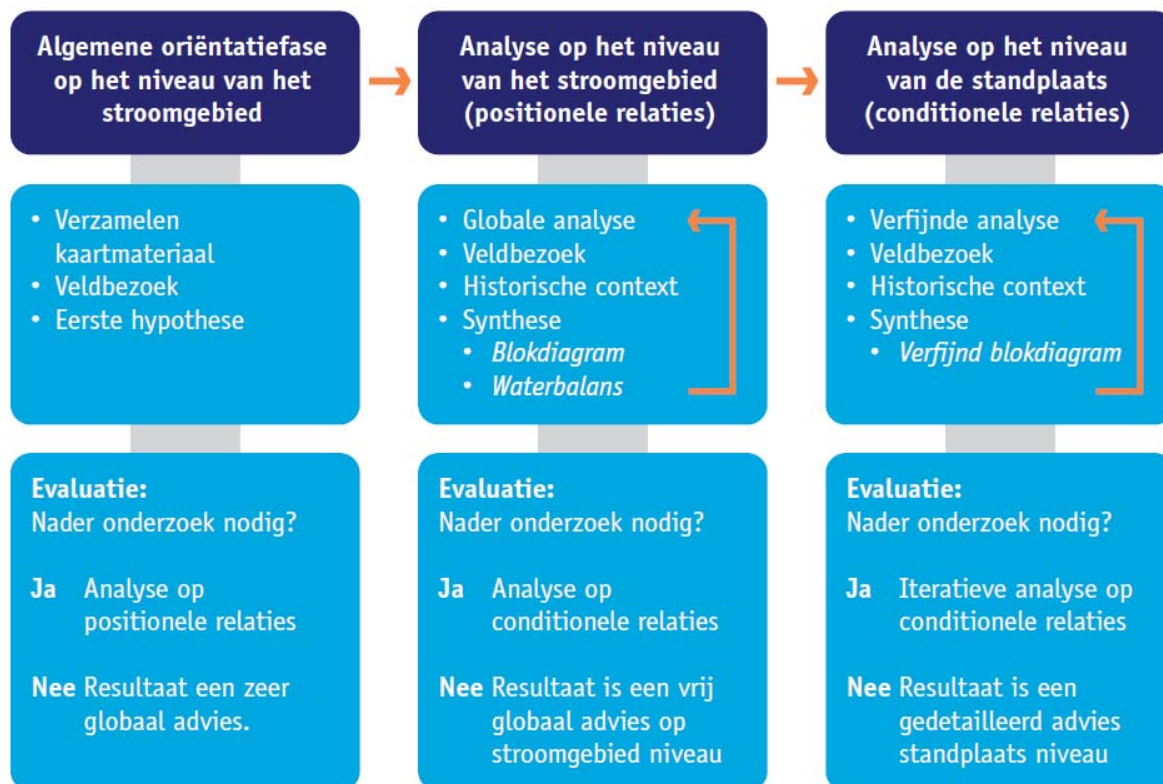 Algemene oriëntatiefase
op het niveau van het
stroomgebied
• Verzamelen
kaartmateriaal
• Veldbezoek
• Eerste hypothese
Evaluatie:
Nader onderzoek nodig?
Ja Analyse op
positionele relaties
Nee Resultaat een zeer
globaal advies.
Analyse op het niveau
van het stroomgebied
(positionele relaties)
• Globale analyse
• Veldbezoek
• Historische context
• Synthese
• Blokdiagram
• Waterbalans
Evaluatie:
Nader onderzoek nodig?
Ja Analyse op
conditionele relaties
Nee Resultaat is een vrij
globaal advies op
stroomgebied niveau
Analyse op het niveau
van de standplaats
(conditionele relaties)
• Verfijnde analyse
• Veldbezoek
• Historische context
• Synthese
• Verfijnd blokdiagram
Evaluatie:
Nader onderzoek nodig?
Ja Iteratieve analyse op
conditionele relaties
Nee Resultaat is een
gedetailleerd advies
standplaats niveau